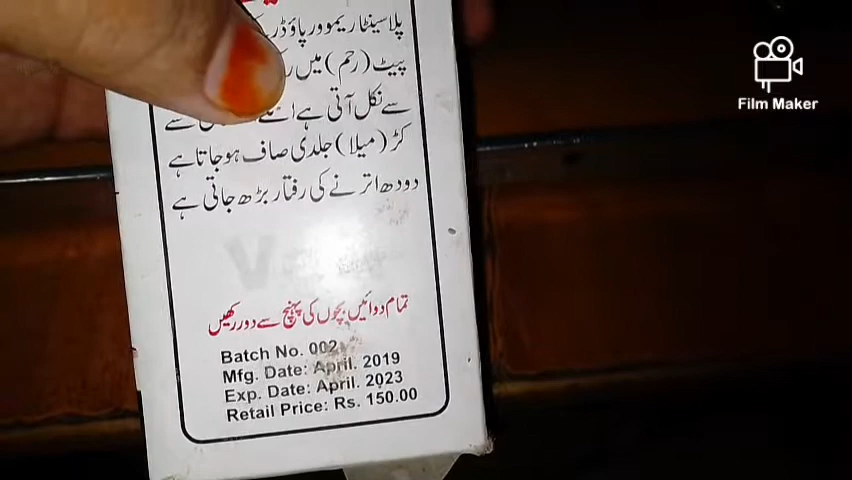 پلاسینٹا ریموور پاؤڈر
پیٹ (رحم) میں
سے نکل آتی ہے
کڑ (میلا) جلدی صاف ہو جاتا ہے
دودھ اترنے کی رفتار بڑھ جاتی ہے
تمام دوائیں بچوں کی پہنچ سے دور رکھیں
Batch No. 002
Mfg. Date: April. 2019
Exp. Date: April. 2023
Retail Price: Rs. 150.00
Film Maker